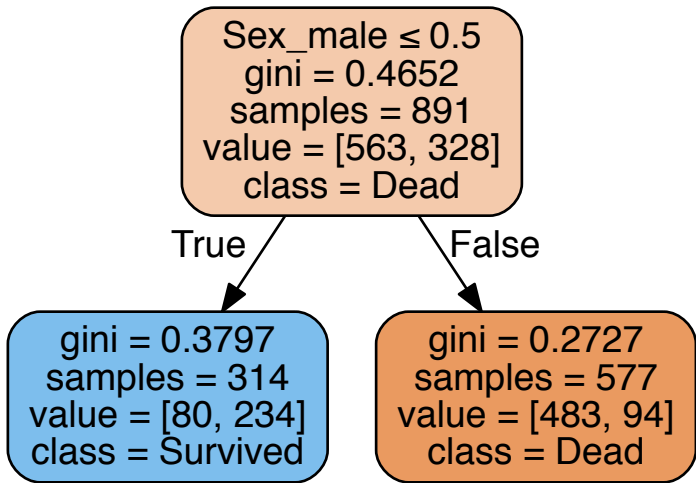 Sex_male ≤ 0.5
gini = 0.4652
samples = 891
value = [563, 328]
class = Dead
True
False
gini = 0.3797
samples = 314
value = [80, 234]
class = Survived
gini = 0.2727
samples = 577
value = [483, 94]
class = Dead